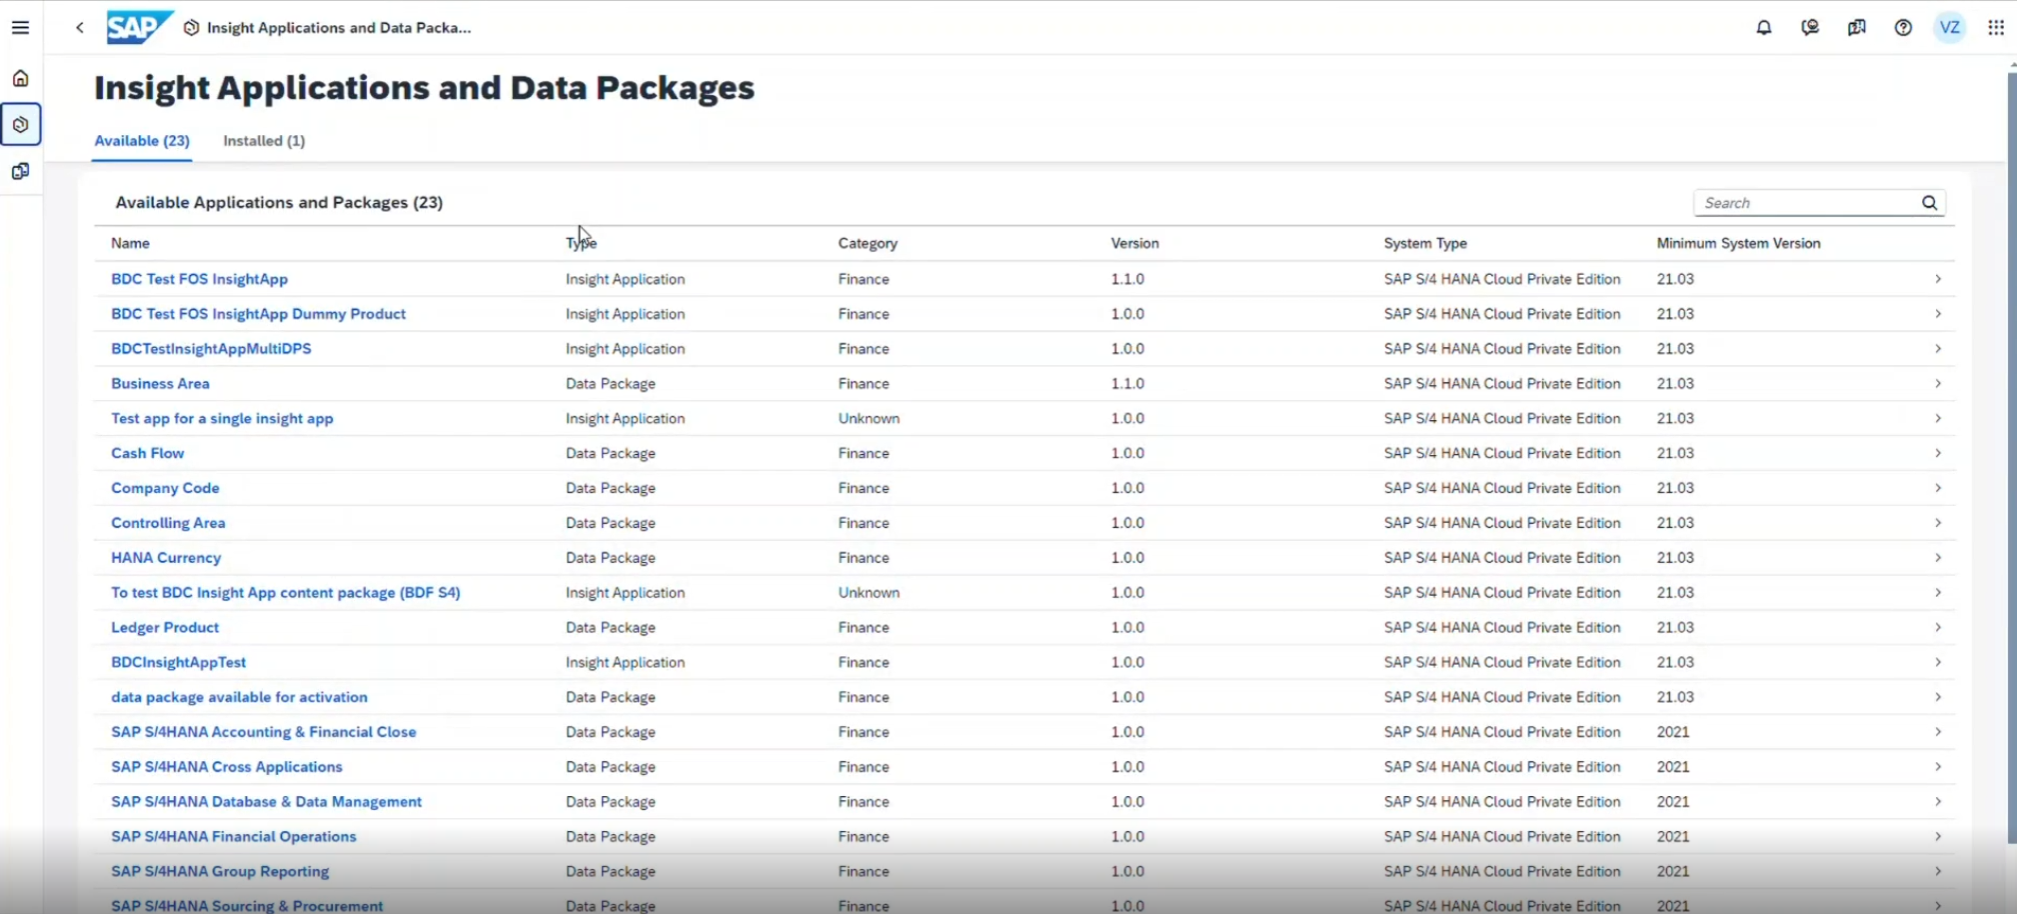 SAP Insight Applications and Data Packa... VZ
Insight Applications and Data Packages
Available (23) Installed (1)
Available Applications and Packages (23) Search
Name Type Category Version System Type Minimum System Version
BDC Test FOS InsightApp Insight Application Finance 1.1.0 SAP S/4 HANA Cloud Private Edition 21.03
BDC Test FOS InsightApp Dummy Product Insight Application Finance 1.0.0 SAP S/4 HANA Cloud Private Edition 21.03
BDCTestInsightAppMultiDPS Insight Application Finance 1.0.0 SAP S/4 HANA Cloud Private Edition 21.03
Business Area Data Package Finance 1.1.0 SAP S/4 HANA Cloud Private Edition 21.03
Test app for a single insight app Insight Application Unknown 1.0.0 SAP S/4 HANA Cloud Private Edition 21.03
Cash Flow Data Package Finance 1.0.0 SAP S/4 HANA Cloud Private Edition 21.03
Company Code Data Package Finance 1.0.0 SAP S/4 HANA Cloud Private Edition 21.03
Controlling Area Data Package Finance 1.0.0 SAP S/4 HANA Cloud Private Edition 21.03
HANA Currency Data Package Finance 1.0.0 SAP S/4 HANA Cloud Private Edition 21.03
To test BDC Insight App content package (BDF S4) Insight Application Unknown 1.0.0 SAP S/4 HANA Cloud Private Edition 21.03
Ledger Product Data Package Finance 1.0.0 SAP S/4 HANA Cloud Private Edition 21.03
BDCInsightAppTest Insight Application Finance 1.0.0 SAP S/4 HANA Cloud Private Edition 21.03
data package available for activation Data Package Finance 1.0.0 SAP S/4 HANA Cloud Private Edition 21.03
SAP S/4HANA Accounting & Financial Close Data Package Finance 1.0.0 SAP S/4 HANA Cloud Private Edition 2021
SAP S/4HANA Cross Applications Data Package Finance 1.0.0 SAP S/4 HANA Cloud Private Edition 2021
SAP S/4HANA Database & Data Management Data Package Finance 1.0.0 SAP S/4 HANA Cloud Private Edition 2021
SAP S/4HANA Financial Operations Data Package Finance 1.0.0 SAP S/4 HANA Cloud Private Edition 2021
SAP S/4HANA Group Reporting Data Package Finance 1.0.0 SAP S/4 HANA Cloud Private Edition 2021
SAP S/4HANA Sourcing & Procurement Data Package Finance 1.0.0 SAP S/4 HANA Cloud Private Edition 2021